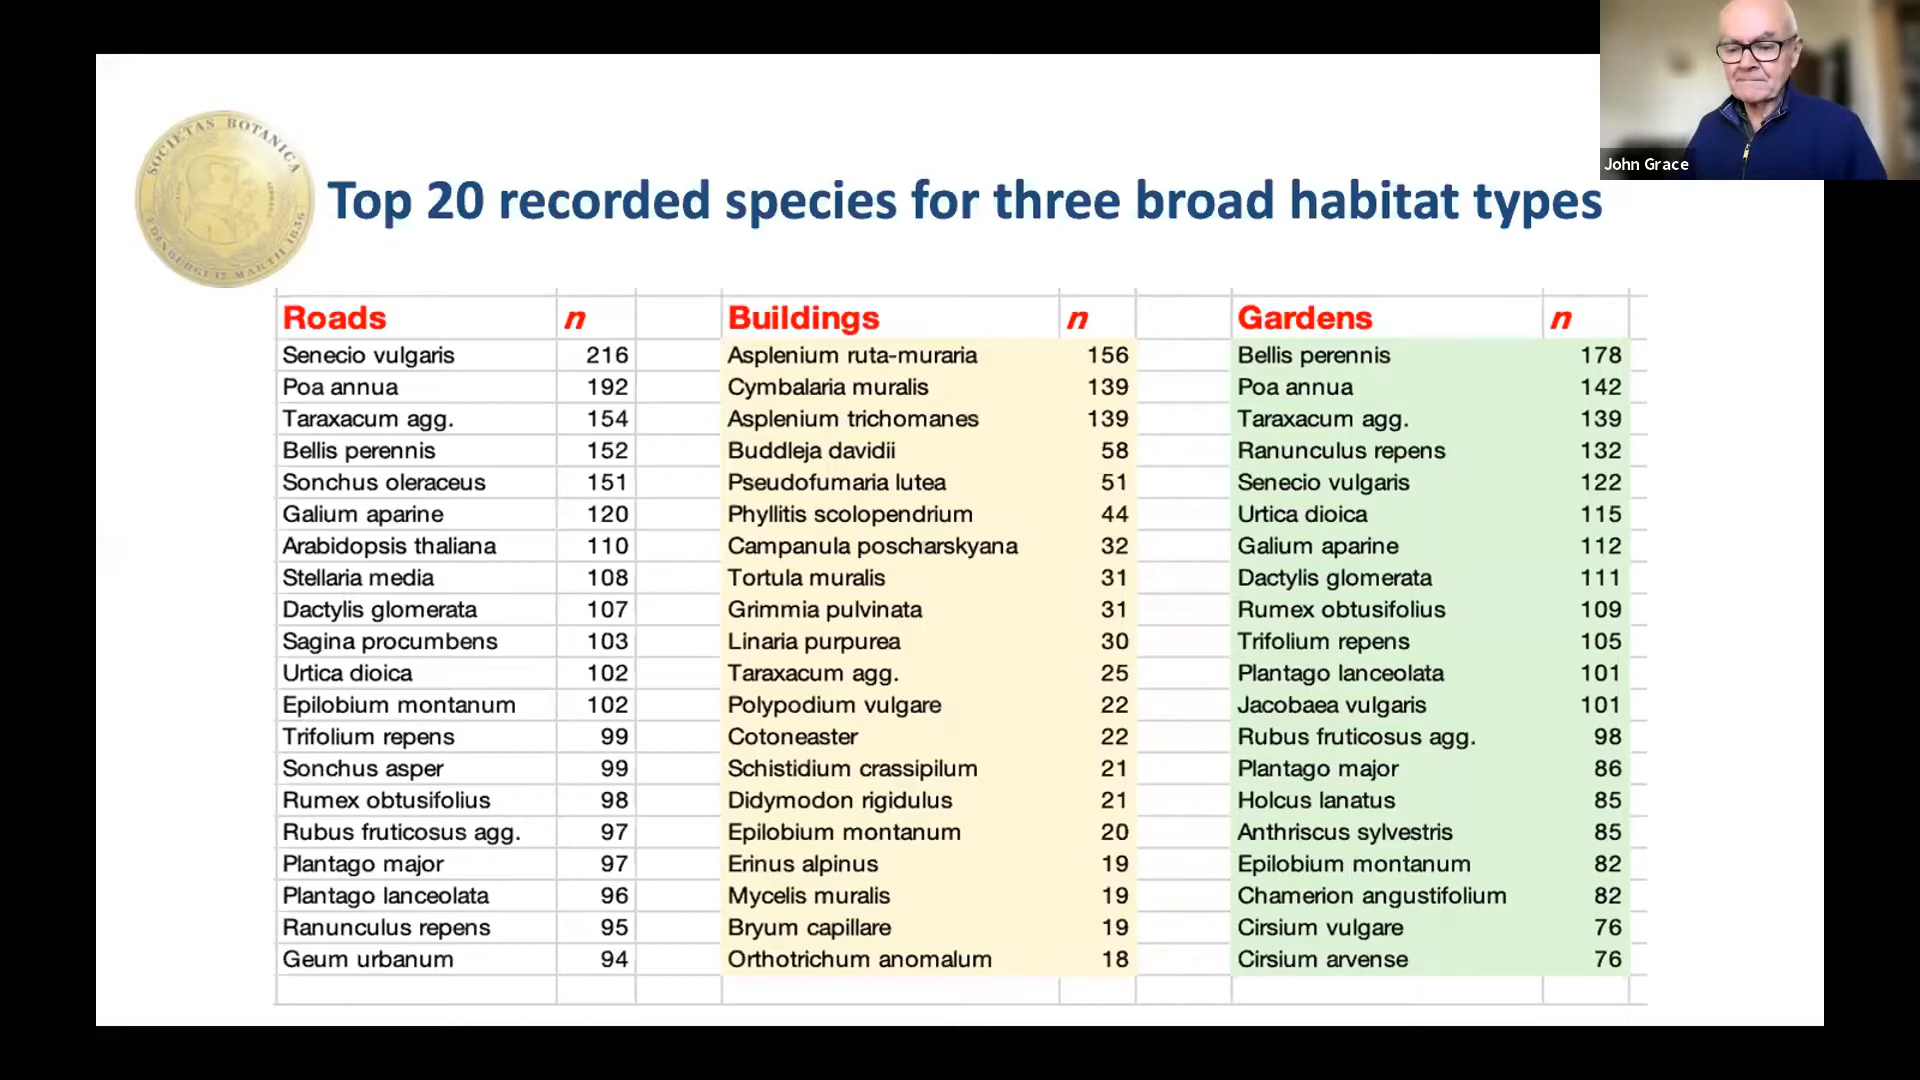 John Grace
SOCIETAS BOTANICA
EDINBURGI 17 MARTII 1836
Top 20 recorded species for three broad habitat types
Roads n Buildings n Gardens n
Senecio vulgaris 216 Asplenium ruta-muraria 156 Bellis perennis 178
Poa annua 192 Cymbalaria muralis 139 Poa annua 142
Taraxacum agg. 154 Asplenium trichomanes 139 Taraxacum agg. 139
Bellis perennis 152 Buddleja davidii 58 Ranunculus repens 132
Sonchus oleraceus 151 Pseudofumaria lutea 51 Senecio vulgaris 122
Galium aparine 120 Phyllitis scolopendrium 44 Urtica dioica 115
Arabidopsis thaliana 110 Campanula poscharskyana 32 Galium aparine 112
Stellaria media 108 Tortula muralis 31 Dactylis glomerata 111
Dactylis glomerata 107 Grimmia pulvinata 31 Rumex obtusifolius 109
Sagina procumbens 103 Linaria purpurea 30 Trifolium repens 105
Urtica dioica 102 Taraxacum agg. 25 Plantago lanceolata 101
Epilobium montanum 102 Polypodium vulgare 22 Jacobaea vulgaris 101
Trifolium repens 99 Cotoneaster 22 Rubus fruticosus agg. 98
Sonchus asper 99 Schistidium crassipilum 21 Plantago major 86
Rumex obtusifolius 98 Didymodon rigidulus 21 Holcus lanatus 85
Rubus fruticosus agg. 97 Epilobium montanum 20 Anthriscus sylvestris 85
Plantago major 97 Erinus alpinus 19 Epilobium montanum 82
Plantago lanceolata 96 Mycelis muralis 19 Chamerion angustifolium 82
Ranunculus repens 95 Bryum capillare 19 Cirsium vulgare 76
Geum urbanum 94 Orthotrichum anomalum 18 Cirsium arvense 76